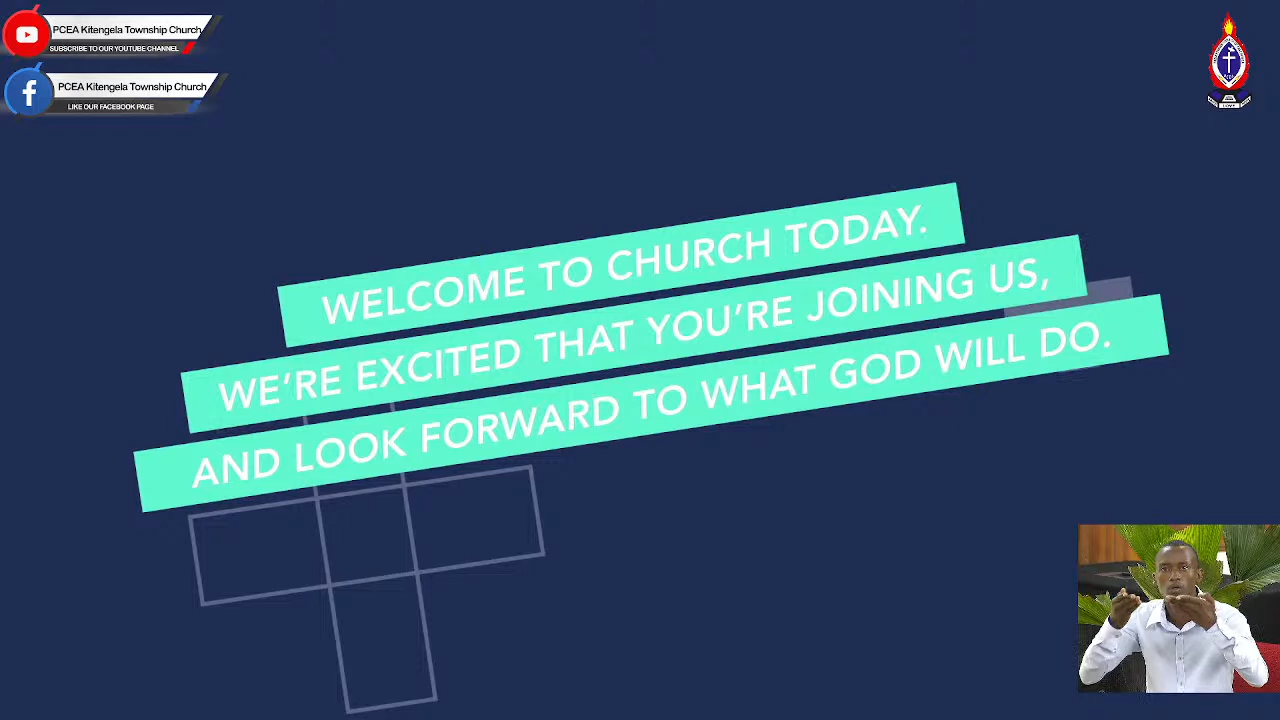 PCEA Kitengela Township Church
SUBSCRIBE TO OUR YOUTUBE CHANNEL
PCEA Kitengela Township Church
LIKE OUR FACEBOOK PAGE
WELCOME TO CHURCH TODAY.
WE'RE EXCITED THAT YOU'RE JOINING US,
AND LOOK FORWARD TO WHAT GOD WILL DO.